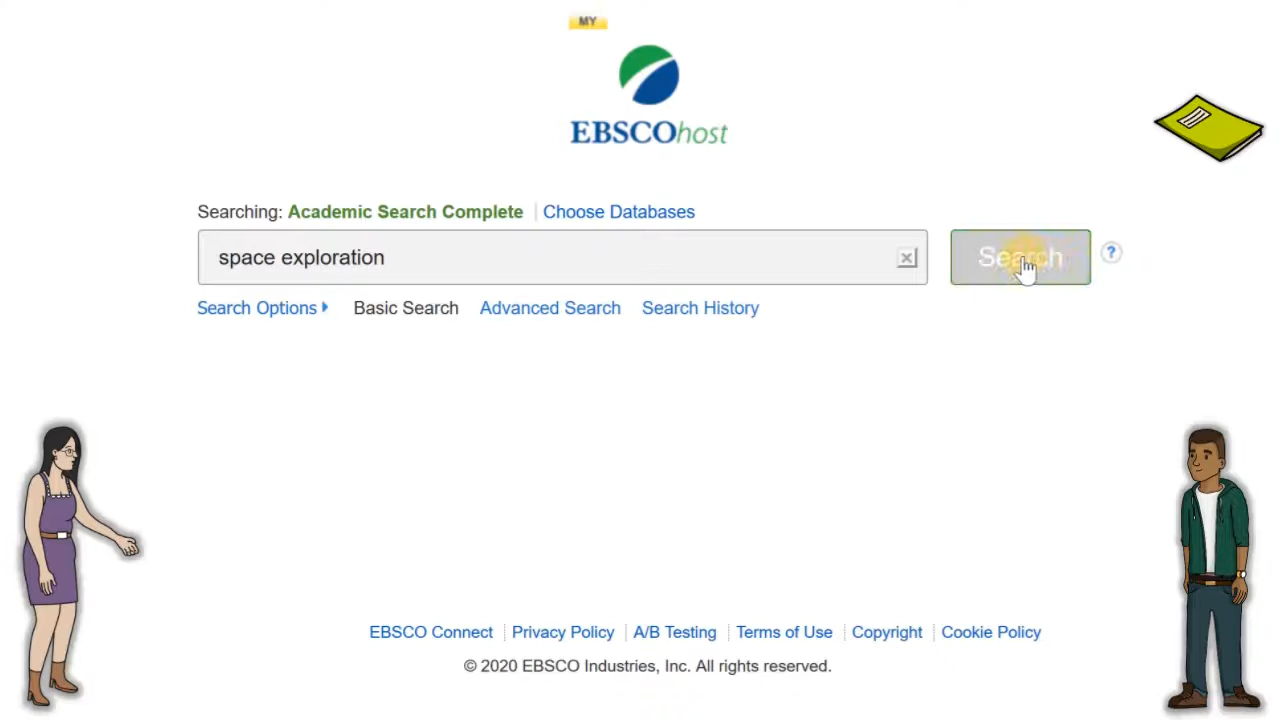 MY
EBSCOhost
Searching: Academic Search Complete | Choose Databases
space exploration
Search
?
Search Options Basic Search Advanced Search Search History
EBSCO Connect Privacy Policy A/B Testing Terms of Use Copyright Cookie Policy
© 2020 EBSCO Industries, Inc. All rights reserved.